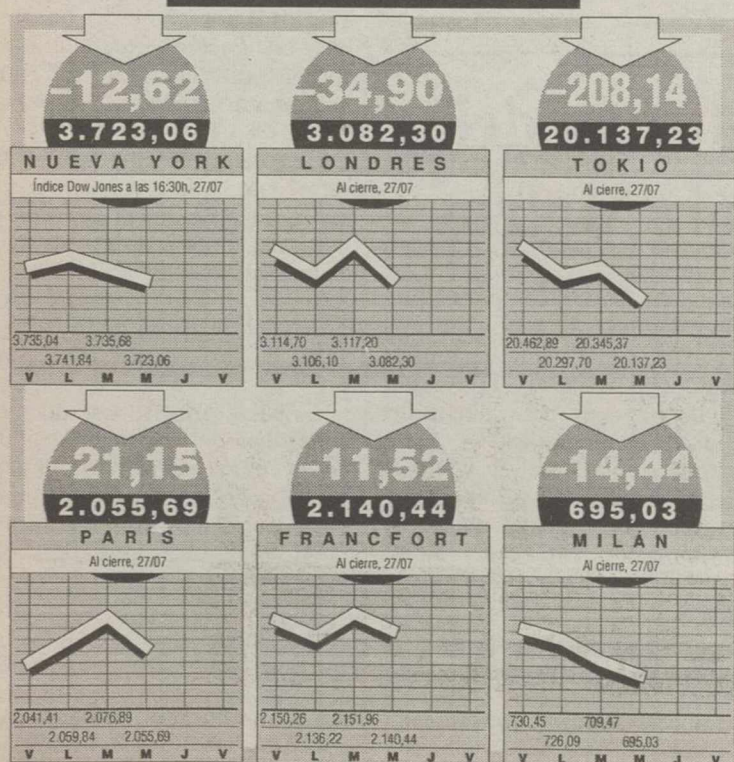 –12,62
3.723,06
NUEVA YORK
Índice Dow Jones a las 16:30h, 27/07
3.735,04 3.735,68
3.741,84 3.723,06
V L M M J V
–34,90
3.082,30
LONDRES
Al cierre, 27/07
3.114,70 3.117,20
3.106,10 3.082,30
V L M M J V
–208,14
20.137,23
TOKIO
Al cierre, 27/07
20.462,89 20.345,37
20.297,70 20.137,23
V L M M J V
–21,15
2.055,69
PARÍS
Al cierre, 27/07
2.041,41 2.076,89
2.059,84 2.055,69
V L M M J V
–11,52
2.140,44
FRANCFORT
Al cierre, 27/07
2.150,26 2.151,96
2.136,22 2.140,44
V L M M J V
–14,44
695,03
MILÁN
Al cierre, 27/07
730,45 709,47
726,09 695,03
V L M M J V